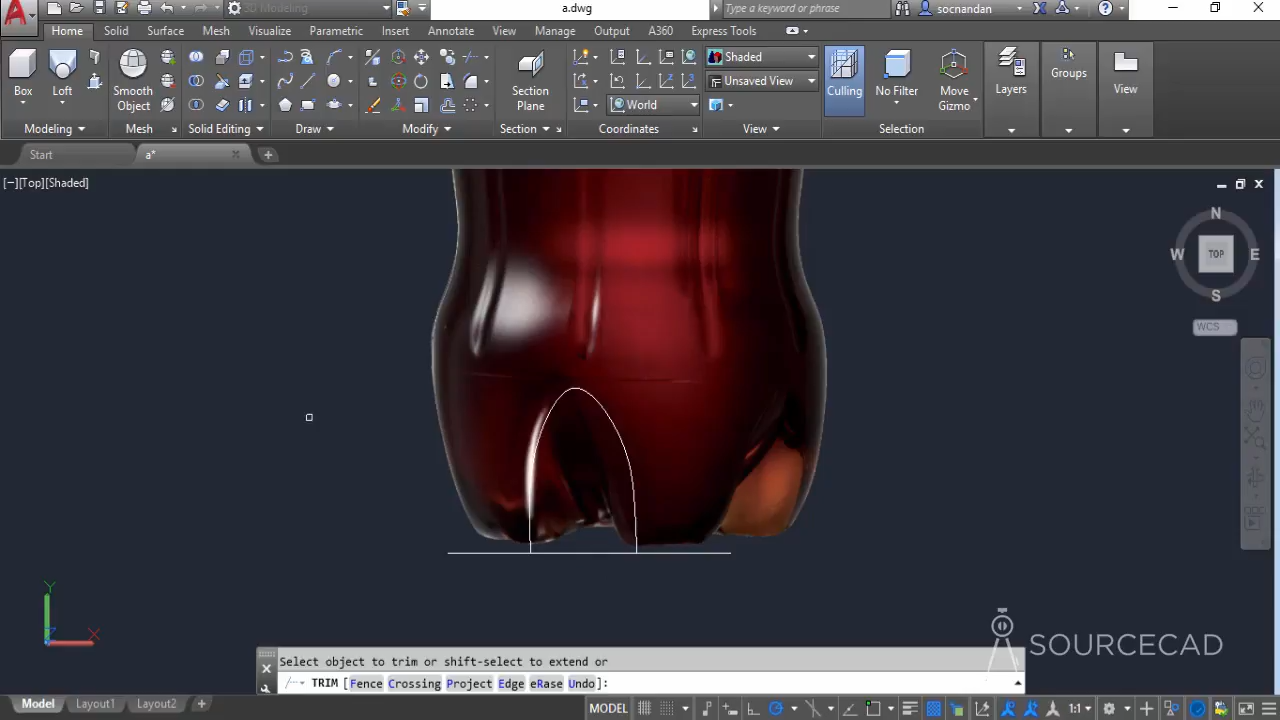 3D Modeling
a.dwg
Type a keyword or phrase
socnandan
Home Solid Surface Mesh Visualize Parametric Insert Annotate View Manage Output A360 Express Tools
Shaded
Unsaved View
World
Box
Loft
Smooth
Object
Section
Plane
Culling
No Filter
Move
Gizmo
Layers
Groups
View
Modeling Mesh Solid Editing Draw Modify Section Coordinates View Selection
Start
a*
[−][Top][Shaded]
N
W TOP E
S
WCS
Y
X
SOURCECAD
Select object to trim or shift-select to extend or
TRIM [Fence Crossing Project Edge eRase Undo]:
Model Layout1 Layout2
MODEL
1:1